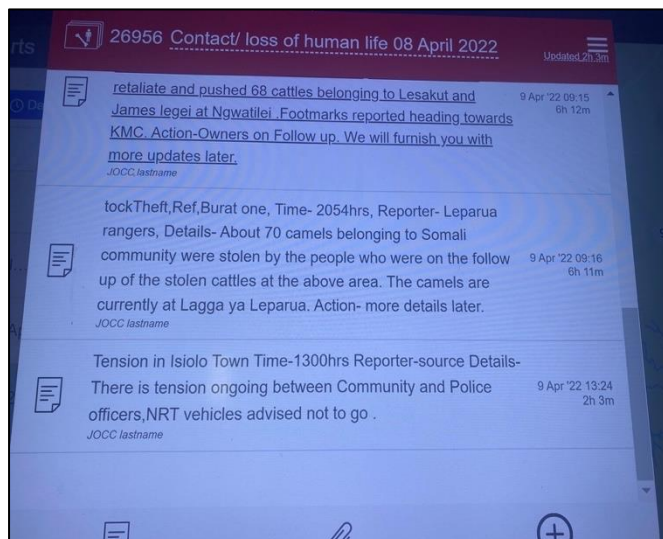 rts
26956 Contact/ loss of human life 08 April 2022
Updated 2h 3m
retaliate and pushed 68 cattles belonging to Lesakut and
James legei at Ngwatilei .Footmarks reported heading towards
KMC. Action-Owners on Follow up. We will furnish you with
more updates later.
JOCC lastname
9 Apr '22 09:15
6h 12m
tockTheft,Ref,Burat one, Time- 2054hrs, Reporter- Leparua
rangers, Details- About 70 camels belonging to Somali
community were stolen by the people who were on the follow
up of the stolen cattles at the above area. The camels are
currently at Lagga ya Leparua. Action- more details later.
JOCC lastname
9 Apr '22 09:16
6h 11m
Tension in Isiolo Town Time-1300hrs Reporter-source Details-
There is tension ongoing between Community and Police
officers,NRT vehicles advised not to go .
JOCC lastname
9 Apr '22 13:24
2h 3m